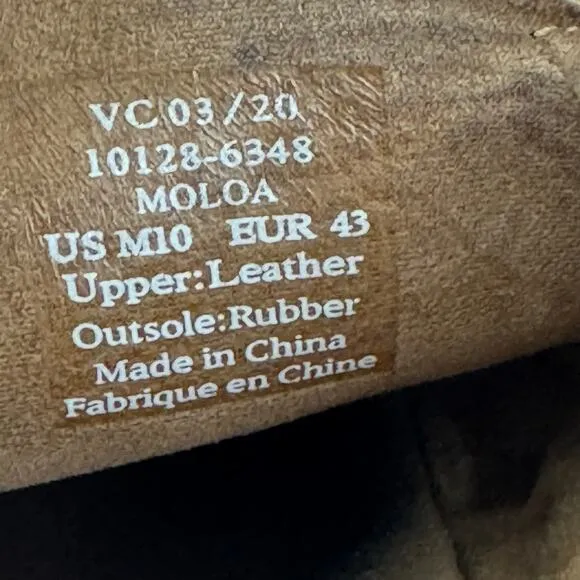 VC 03/20
10128-6348
MOLOA
US M10 EUR 43
Upper:Leather
Outsole:Rubber
Made in China
Fabrique en Chine